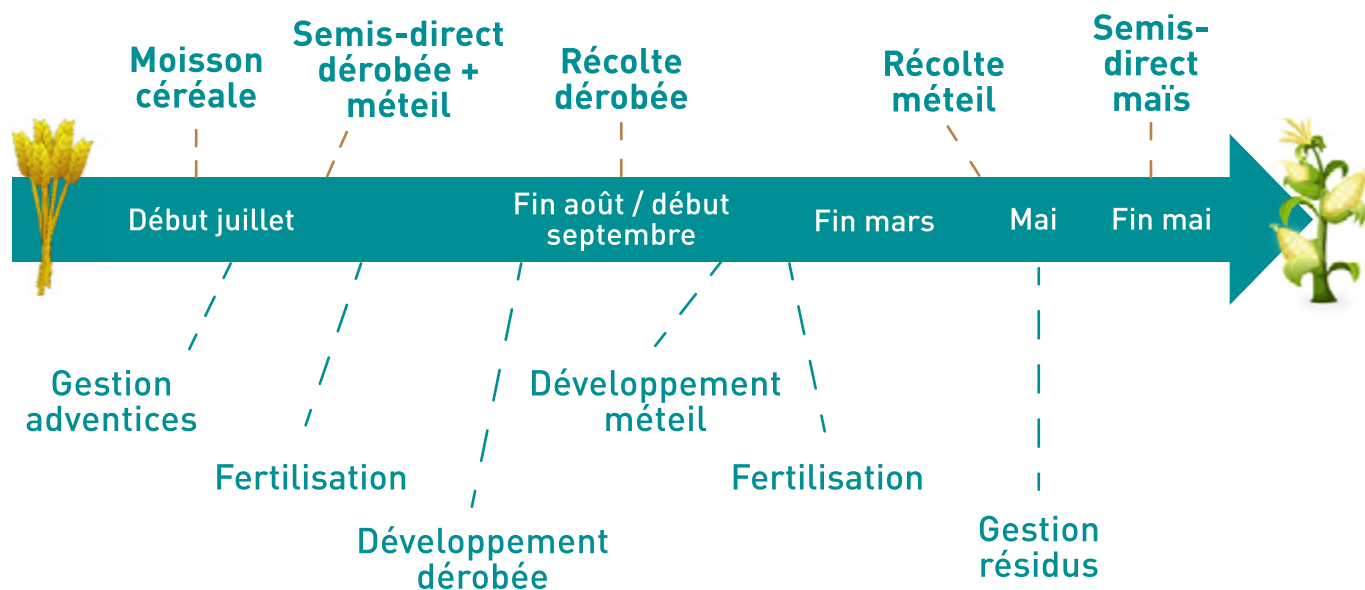 Moisson
céréale
Semis-direct
dérobée +
méteil
Récolte
dérobée
Récolte
méteil
Semis-
direct
maïs
Début juillet
Fin août / début
septembre
Fin mars
Mai
Fin mai
Gestion
adventices
Fertilisation
Développement
dérobée
Développement
méteil
Fertilisation
Gestion
résidus